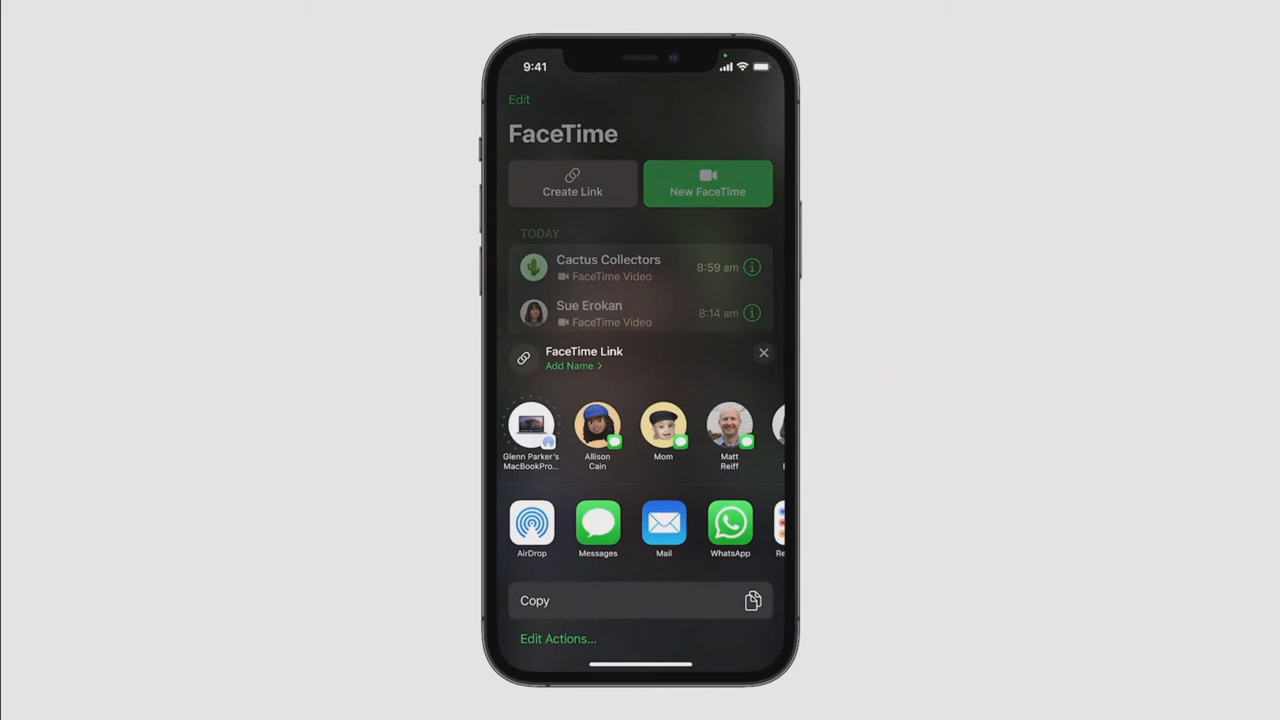 9:41
Edit
FaceTime
Create Link
New FaceTime
TODAY
Cactus Collectors
FaceTime Video
8:59 am
Sue Erokan
FaceTime Video
8:14 am
FaceTime Link
Add Name >
Glenn Parker's
MacBookPro...
Allison
Cain
Mom
Matt
Reiff
AirDrop
Messages
Mail
WhatsApp
Re
Copy
Edit Actions...